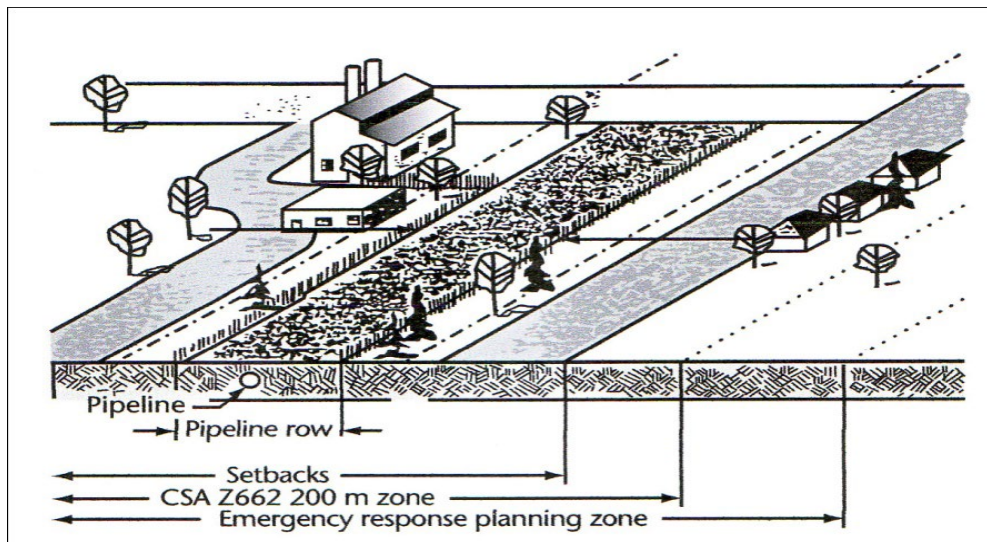 Pipeline
Pipeline row
Setbacks
CSA Z662 200 m zone
Emergency response planning zone